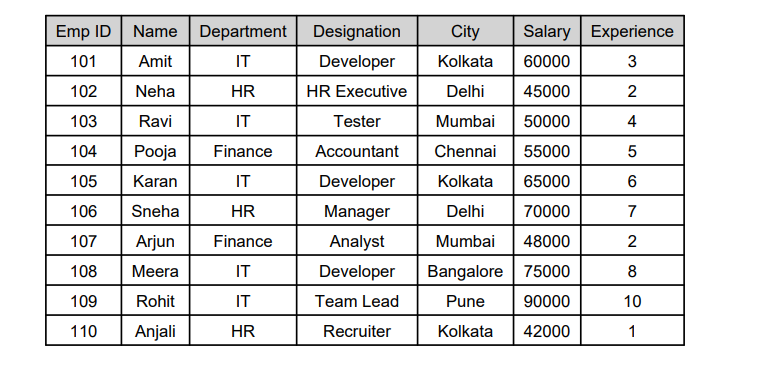 Emp ID Name Department Designation City Salary Experience
101 Amit IT Developer Kolkata 60000 3
102 Neha HR HR Executive Delhi 45000 2
103 Ravi IT Tester Mumbai 50000 4
104 Pooja Finance Accountant Chennai 55000 5
105 Karan IT Developer Kolkata 65000 6
106 Sneha HR Manager Delhi 70000 7
107 Arjun Finance Analyst Mumbai 48000 2
108 Meera IT Developer Bangalore 75000 8
109 Rohit IT Team Lead Pune 90000 10
110 Anjali HR Recruiter Kolkata 42000 1